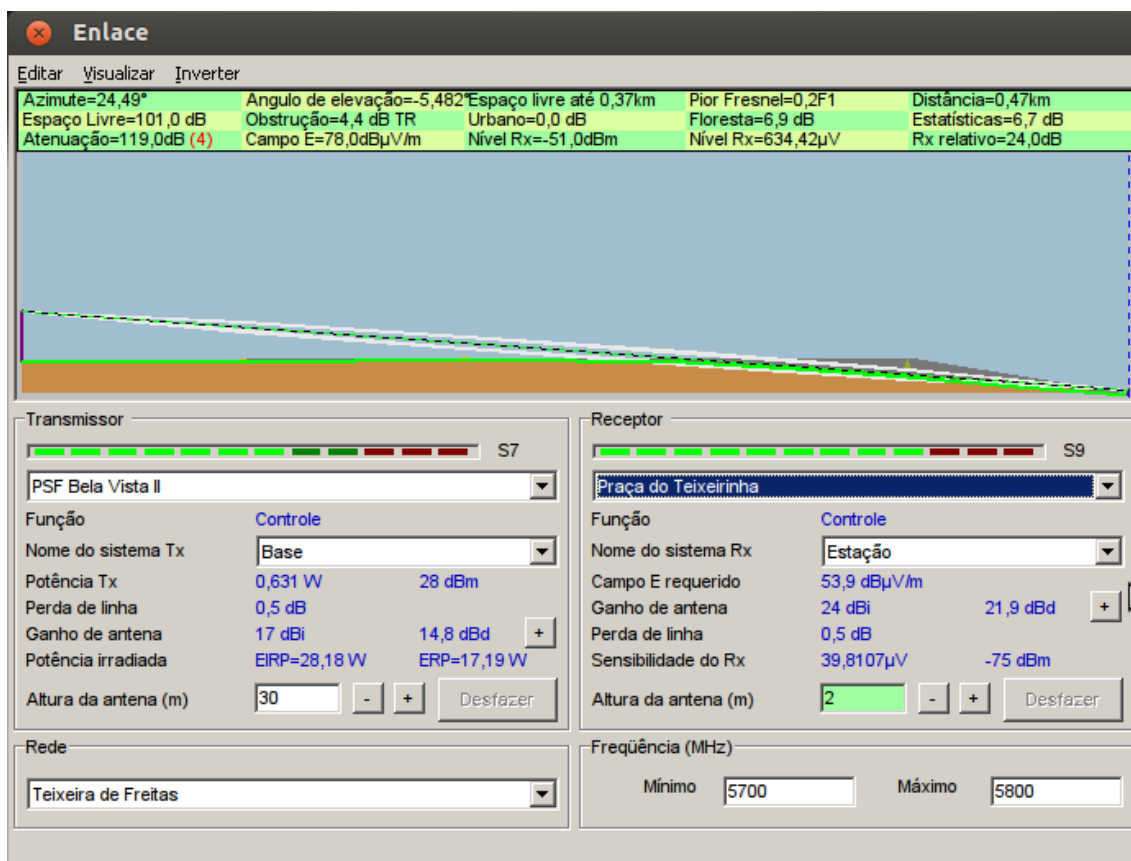 Enlace
Editar Visualizar Inverter
Azimute=24,49° Angulo de elevação=-5,482° Espaço livre até 0,37km Pior Fresnel=0,2F1 Distância=0,47km
Espaço Livre=101,0 dB Obstrução=4,4 dB TR Urbano=0,0 dB Floresta=6,9 dB Estatísticas=6,7 dB
Atenuação=119,0dB (4) Campo E=78,0dBµV/m Nível Rx=-51,0dBm Nível Rx=634,42µV Rx relativo=24,0dB
Transmissor
S7
PSF Bela Vista II
Função Controle
Nome do sistema Tx Base
Potência Tx 0,631 W 28 dBm
Perda de linha 0,5 dB
Ganho de antena 17 dBi 14,8 dBd +
Potência irradiada EIRP=28,18 W ERP=17,19 W
Altura da antena (m) 30 - + Desfazer
Receptor
S9
Praça do Teixeirinha
Função Controle
Nome do sistema Rx Estação
Campo E requerido 53,9 dBµV/m
Ganho de antena 24 dBi 21,9 dBd +
Perda de linha 0,5 dB
Sensibilidade do Rx 39,8107µV -75 dBm
Altura da antena (m) 2 - + Desfazer
Rede
Teixeira de Freitas
Freqüência (MHz)
Mínimo 5700 Máximo 5800